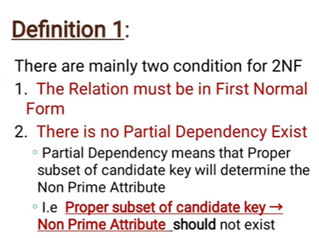 Definition 1:
There are mainly two condition for 2NF
1. The Relation must be in First Normal
Form
2. There is no Partial Dependency Exist
◦ Partial Dependency means that Proper
subset of candidate key will determine the
Non Prime Attribute
◦ I.e Proper subset of candidate key →
Non Prime Attribute should not exist